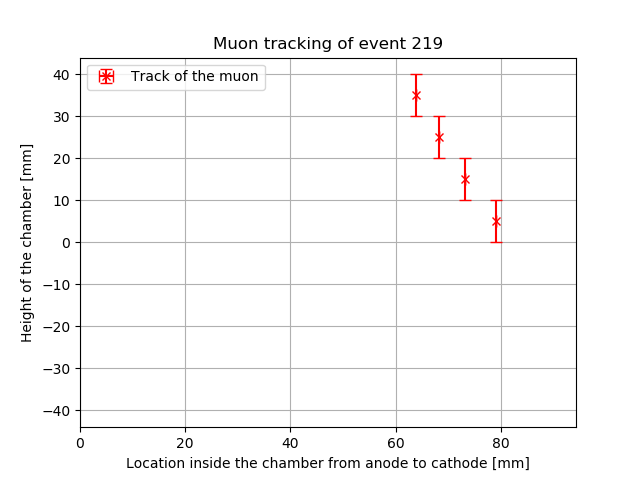 Muon tracking of event 219
Track of the muon
Height of the chamber [mm]
40
30
20
10
0
−10
−20
−30
−40
0 20 40 60 80
Location inside the chamber from anode to cathode [mm]